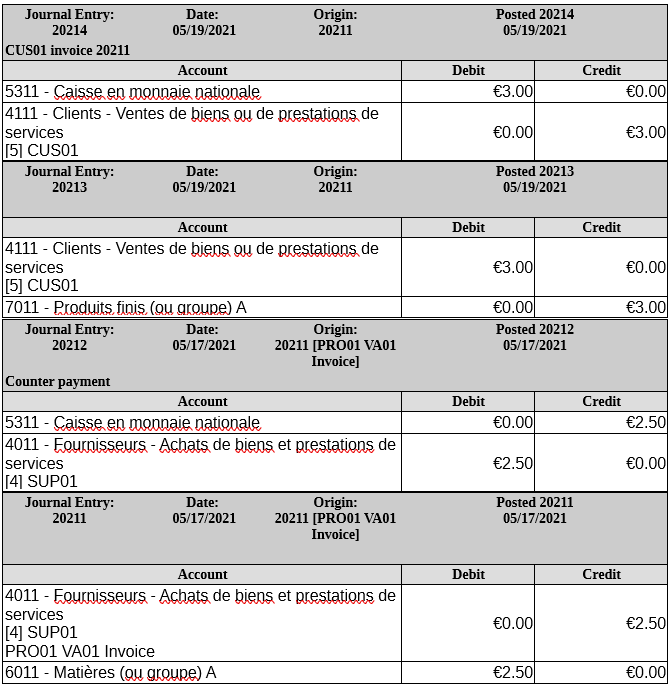 Journal Entry: Date: Origin: Posted 20214
20214 05/19/2021 20211 05/19/2021
CUS01 invoice 20211
Account Debit Credit
5311 - Caisse en monnaie nationale €3.00 €0.00
4111 - Clients - Ventes de biens ou de prestations de
services €0.00 €3.00
[5] CUS01
Journal Entry: Date: Origin: Posted 20213
20213 05/19/2021 20211 05/19/2021
Account Debit Credit
4111 - Clients - Ventes de biens ou de prestations de
services €3.00 €0.00
[5] CUS01
7011 - Produits finis (ou groupe) A €0.00 €3.00
Journal Entry: Date: Origin: Posted 20212
20212 05/17/2021 20211 [PRO01 VA01 05/17/2021
Invoice]
Counter payment
Account Debit Credit
5311 - Caisse en monnaie nationale €0.00 €2.50
4011 - Fournisseurs - Achats de biens et prestations de
services €2.50 €0.00
[4] SUP01
Journal Entry: Date: Origin: Posted 20211
20211 05/17/2021 20211 [PRO01 VA01 05/17/2021
Invoice]
Account Debit Credit
4011 - Fournisseurs - Achats de biens et prestations de
services
[4] SUP01 €0.00 €2.50
PRO01 VA01 Invoice
6011 - Matières (ou groupe) A €2.50 €0.00